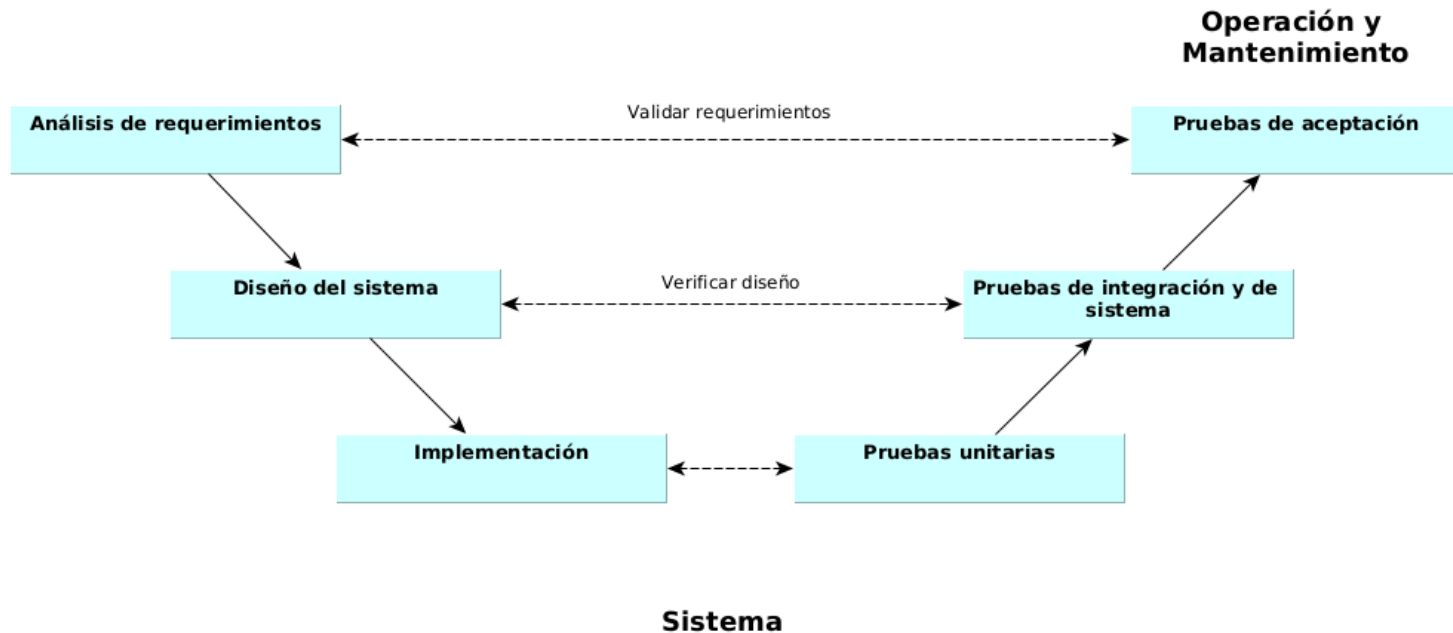 Operación y
Mantenimiento
Análisis de requerimientos
Validar requerimientos
Pruebas de aceptación
Diseño del sistema
Verificar diseño
Pruebas de integración y de
sistema
Implementación
Pruebas unitarias
Sistema